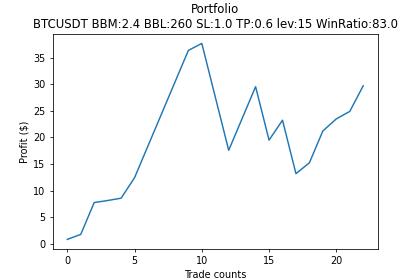 Portfolio
BTCUSDT BBM:2.4 BBL:260 SL:1.0 TP:0.6 lev:15 WinRatio:83.0
35
30
25
20
15
10
5
0
Profit ($)
0 5 10 15 20
Trade counts